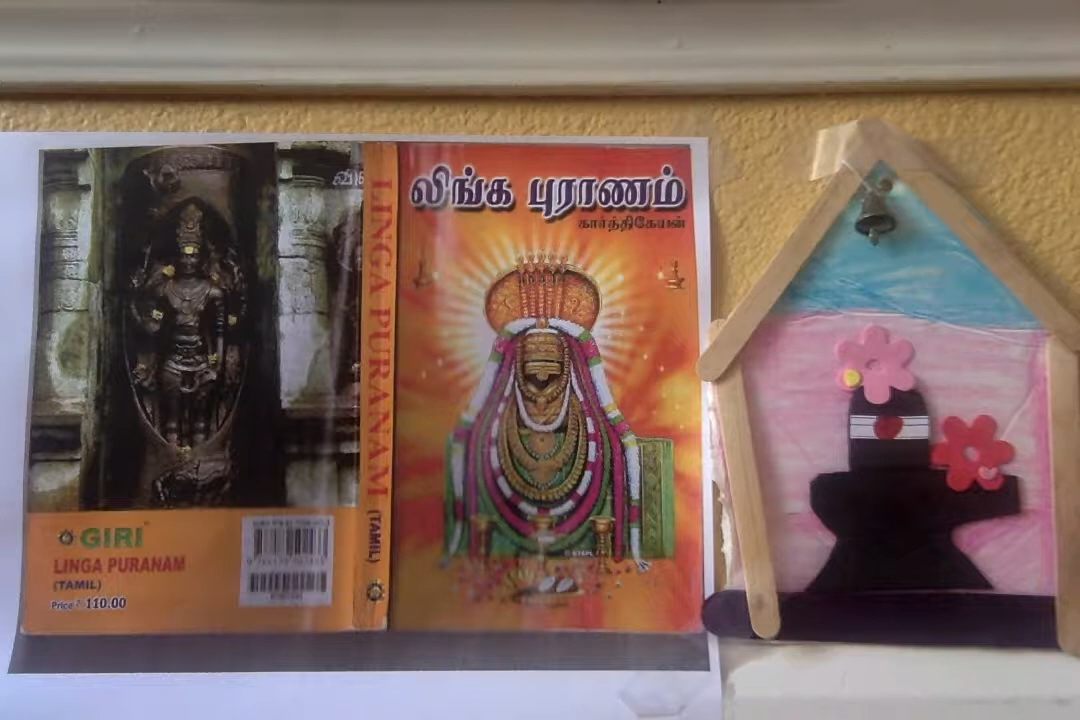 லிங்க புராணம்
கார்த்திகேயன்
LINGA PURANAM (TAMIL)
GIRI
LINGA PURANAM
(TAMIL)
Price ₹ 110.00